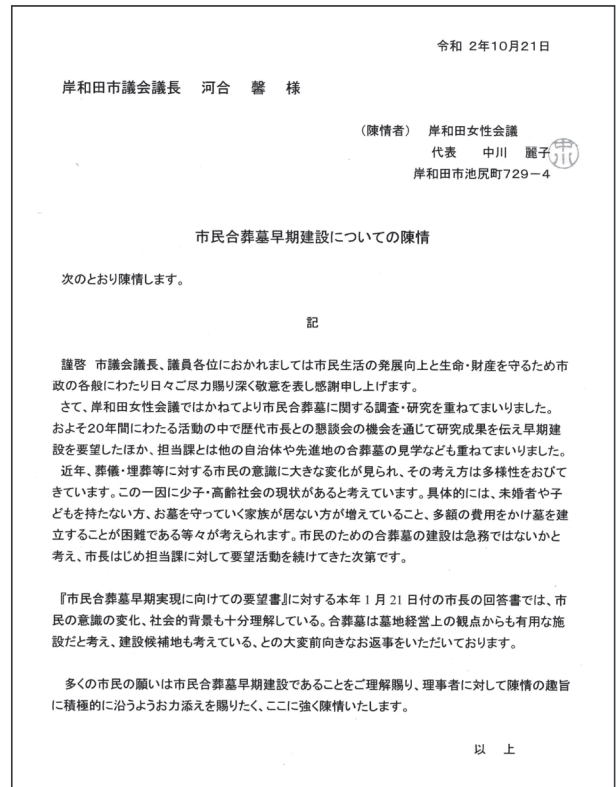 令和 2年10月21日
岸和田市議会議長 河合 馨 様
(陳情者) 岸和田女性会議
代表 中川 麗子
中川
岸和田市池尻町729-4
市民合葬墓早期建設についての陳情
次のとおり陳情します。
記
謹啓 市議会議長、議員各位におかれましては市民生活の発展向上と生命・財産を守るため市
政の各般にわたり日々ご尽力賜り深く敬意を表し感謝申し上げます。
さて、岸和田女性会議ではかねてより市民合葬墓に関する調査・研究を重ねてまいりました。
およそ20年間にわたる活動の中で歴代市長との懇談会の機会を通じて研究成果を伝え早期建
設を要望したほか、担当課とは他の自治体や先進地の合葬墓の見学なども重ねてまいりました。
近年、葬儀・埋葬等に対する市民の意識に大きな変化が見られ、その考え方は多様性をおびて
きています。この一因に少子・高齢社会の現状があると考えています。具体的には、未婚者や子
どもを持たない方、お墓を守っていく家族が居ない方が増えていること、多額の費用をかけ墓を建
立することが困難である等々が考えられます。市民のための合葬墓の建設は急務ではないかと
考え、市長はじめ担当課に対して要望活動を続けてきた次第です。
『市民合葬墓早期実現に向けての要望書』に対する本年 1 月 21 日付の市長の回答書では、市
民の意識の変化、社会的背景も十分理解している。合葬墓は墓地経営上の観点からも有用な施
設だと考え、建設候補地も考えている、との大変前向きなお返事をいただいております。
多くの市民の願いは市民合葬墓早期建設であることをご理解賜り、理事者に対して陳情の趣旨
に積極的に沿うようお力添えを賜りたく、ここに強く陳情いたします。
以 上